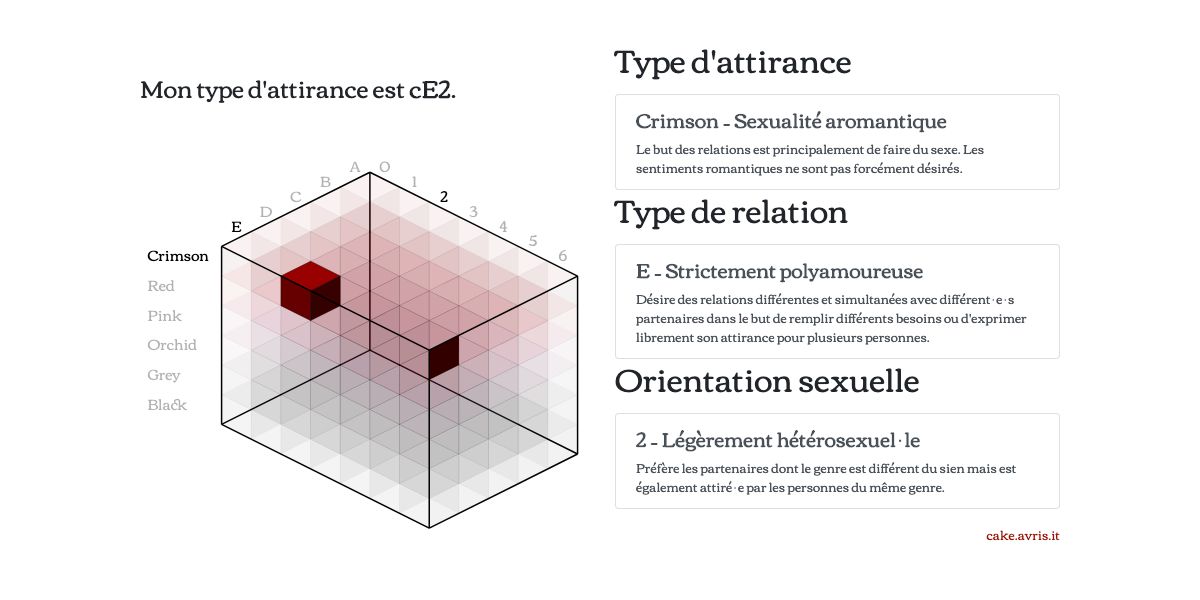 Mon type d'attirance est cE2.
A O
B 1
C 2
D 3
E 4
5
6
Crimson
Red
Pink
Orchid
Grey
Black
Type d'attirance
Crimson - Sexualité aromantique
Le but des relations est principalement de faire du sexe. Les
sentiments romantiques ne sont pas forcément désirés.
Type de relation
E - Strictement polyamoureuse
Désire des relations différentes et simultanées avec différent·e·s
partenaires dans le but de remplir différents besoins ou d'exprimer
librement son attirance pour plusieurs personnes.
Orientation sexuelle
2 - Légèrement hétérosexuel·le
Préfère les partenaires dont le genre est différent du sien mais est
également attiré·e par les personnes du même genre.
cake.avris.it